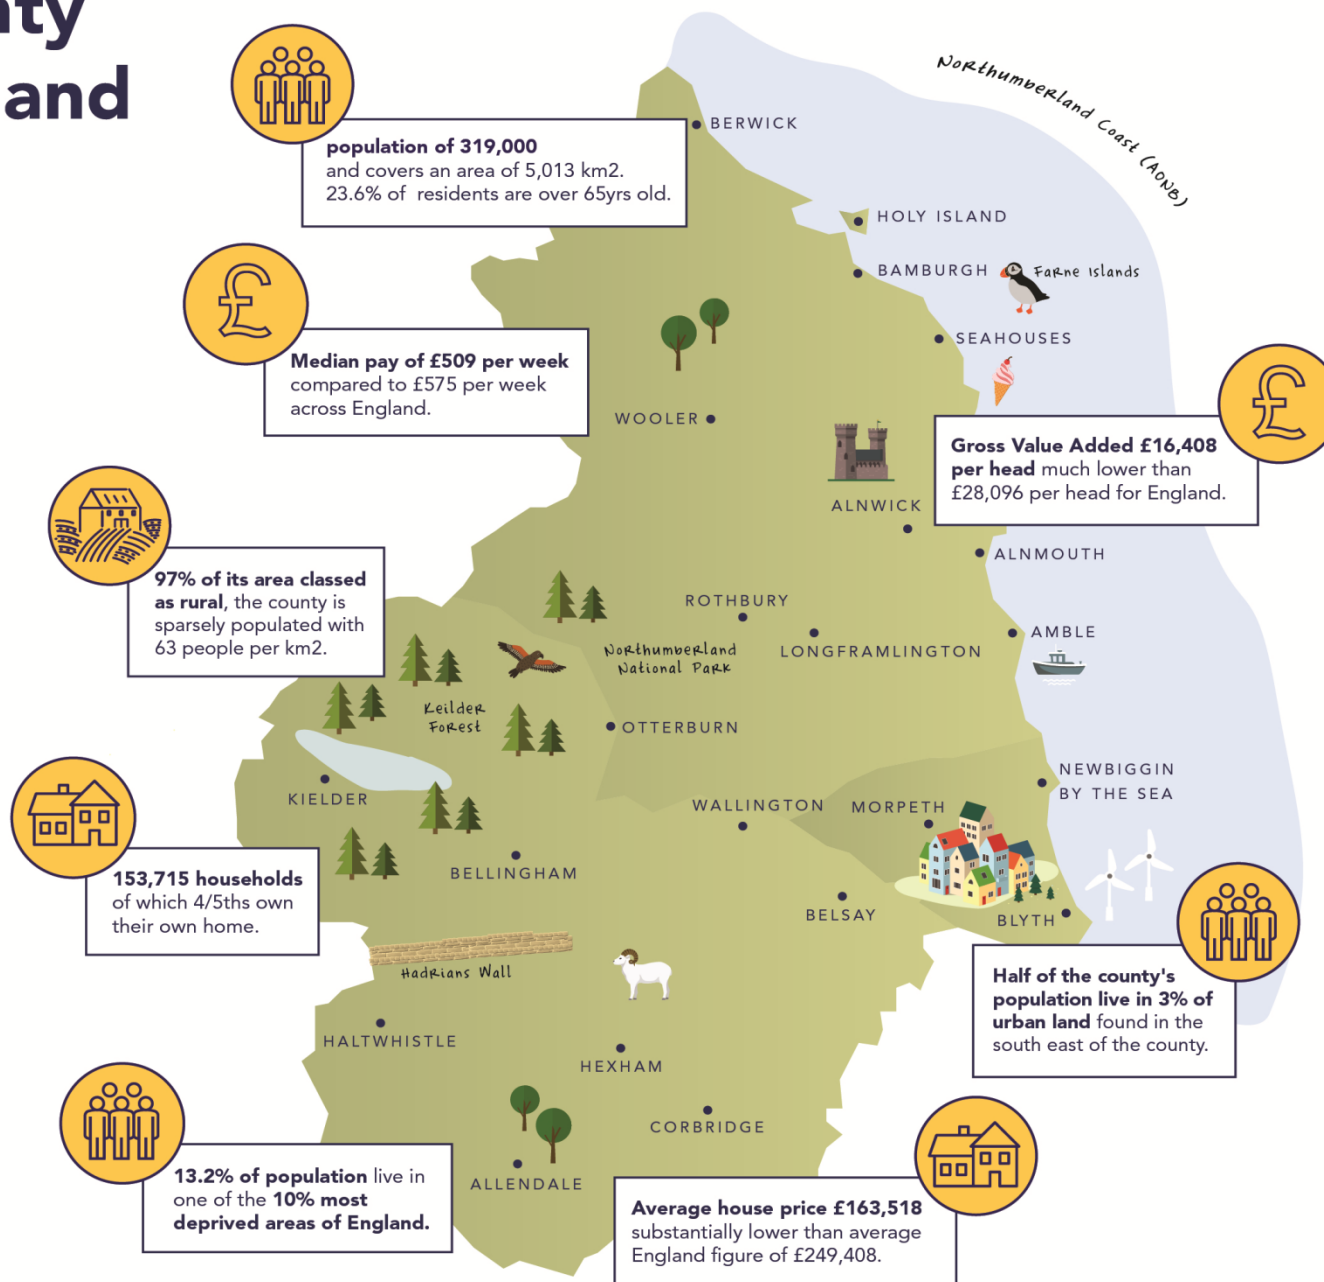 nty
and
population of 319,000
and covers an area of 5,013 km2.
23.6% of residents are over 65yrs old.
BERWICK
Northumberland Coast (AONB)
HOLY ISLAND
BAMBURGH
Farne Islands
SEAHOUSES
Median pay of £509 per week
compared to £575 per week
across England.
WOOLER
Gross Value Added £16,408
per head much lower than
£28,096 per head for England.
ALNWICK
ALNMOUTH
97% of its area classed
as rural, the county is
sparsely populated with
63 people per km2.
ROTHBURY
Northumberland
National Park
LONGFRAMLINGTON
AMBLE
Keilder
Forest
OTTERBURN
KIELDER
NEWBIGGIN
BY THE SEA
WALLINGTON
MORPETH
BELLINGHAM
153,715 households
of which 4/5ths own
their own home.
BELSAY
BLYTH
Hadrians Wall
Half of the county's
population live in 3% of
urban land found in the
south east of the county.
HALTWHISTLE
HEXHAM
CORBRIDGE
13.2% of population live in
one of the 10% most
deprived areas of England.
ALLENDALE
Average house price £163,518
substantially lower than average
England figure of £249,408.